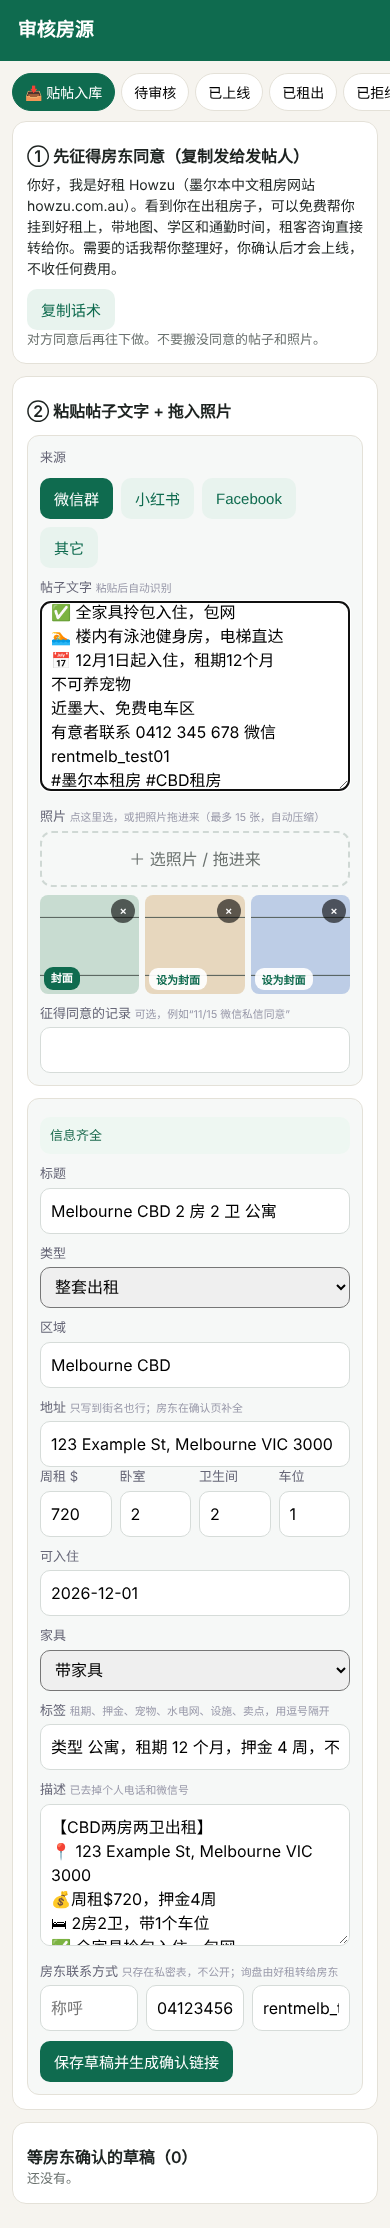 审核房源
📥 贴帖入库
待审核
已上线
已租出
已拒绝
① 先征得房东同意（复制发给发帖人）
你好，我是好租 Howzu（墨尔本中文租房网站
howzu.com.au）。看到你在出租房子，可以免费帮你
挂到好租上，带地图、学区和通勤时间，租客咨询直接
转给你。需要的话我帮你整理好，你确认后才会上线，
不收任何费用。
复制话术
对方同意后再往下做。不要搬没同意的帖子和照片。
② 粘贴帖子文字 + 拖入照片
来源
微信群
小红书
Facebook
其它
帖子文字 粘贴后自动识别
✅ 全家具拎包入住，包网
🏊 楼内有泳池健身房，电梯直达
📅 12月1日起入住，租期12个月
不可养宠物
近墨大、免费电车区
有意者联系 0412 345 678 微信
rentmelb_test01
#墨尔本租房 #CBD租房
照片 点这里选，或把照片拖进来（最多 15 张，自动压缩）
＋ 选照片 / 拖进来
×
×
×
封面
设为封面
设为封面
征得同意的记录 可选，例如“11/15 微信私信同意”
信息齐全
标题
Melbourne CBD 2 房 2 卫 公寓
类型
整套出租
区域
Melbourne CBD
地址 只写到街名也行；房东在确认页补全
123 Example St, Melbourne VIC 3000
周租 $
卧室
卫生间
车位
720
2
2
1
可入住
2026-12-01
家具
带家具
标签 租期、押金、宠物、水电网、设施、卖点，用逗号隔开
类型 公寓，租期 12 个月，押金 4 周，不
描述 已去掉个人电话和微信号
【CBD两房两卫出租】
📍 123 Example St, Melbourne VIC
3000
💰周租$720，押金4周
🛏 2房2卫，带1个车位
✅ 全家具拎包入住，包网
房东联系方式 只存在私密表，不公开；询盘由好租转给房东
称呼
04123456
rentmelb_
保存草稿并生成确认链接
等房东确认的草稿（0）
还没有。